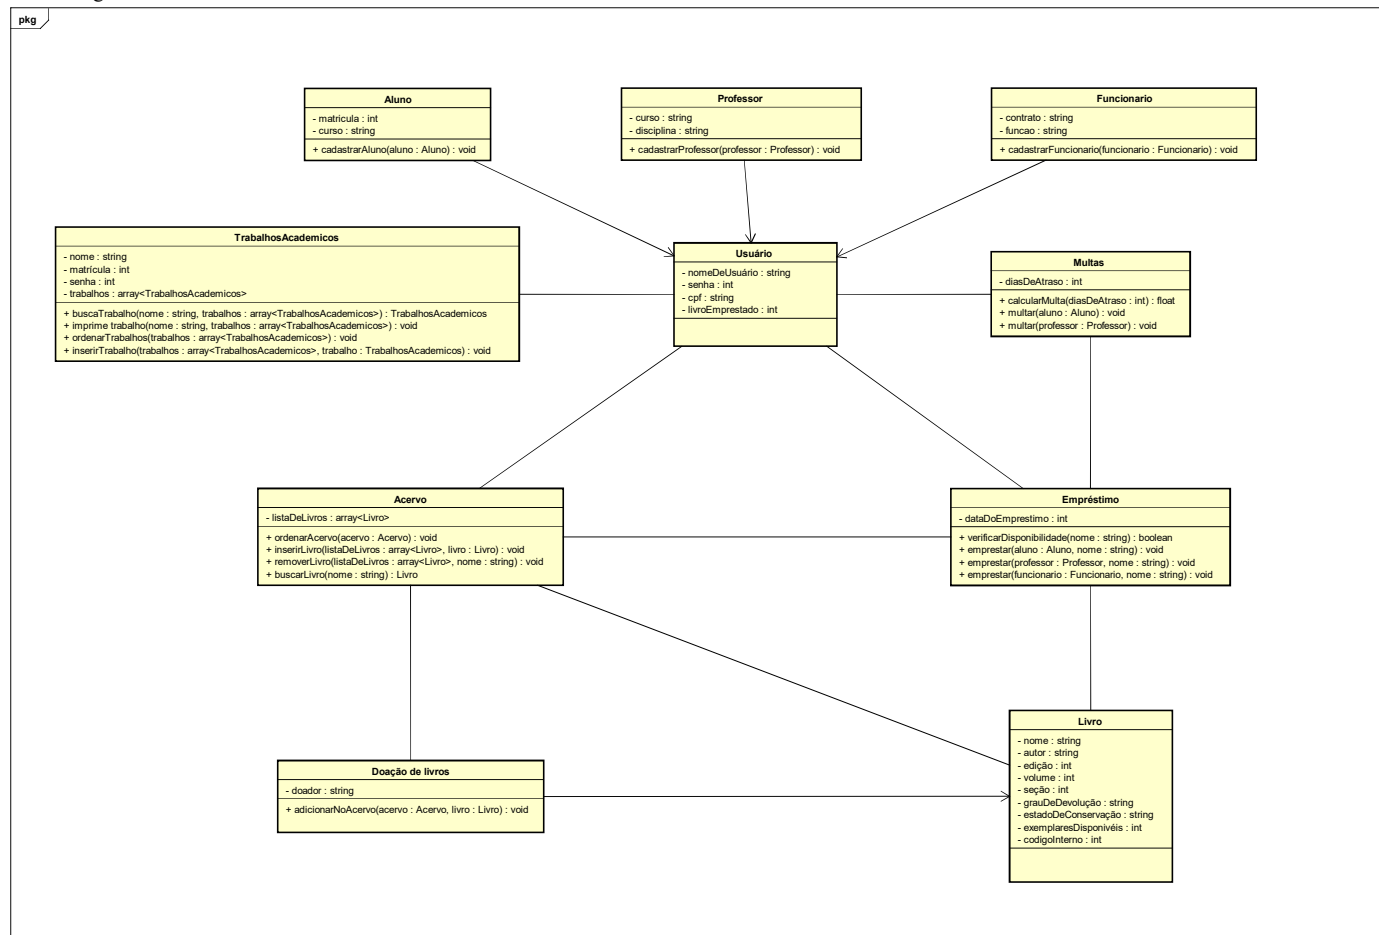 pkg
Aluno
- matricula : int
- curso : string
+ cadastrarAluno(aluno : Aluno) : void
Professor
- curso : string
- disciplina : string
+ cadastrarProfessor(professor : Professor) : void
Funcionario
- contrato : string
- funcao : string
+ cadastrarFuncionario(funcionario : Funcionario) : void
TrabalhosAcademicos
- nome : string
- matrícula : int
- senha : int
- trabalhos : array<TrabalhosAcademicos>
+ buscaTrabalho(nome : string, trabalhos : array<TrabalhosAcademicos>) : TrabalhosAcademicos
+ imprime trabalho(nome : string, trabalhos : array<TrabalhosAcademicos>) : void
+ ordenarTrabalhos(trabalhos : array<TrabalhosAcademicos>) : void
+ inserirTrabalho(trabalhos : array<TrabalhosAcademicos>, trabalho : TrabalhosAcademicos) : void
Usuário
- nomeDeUsuário : string
- senha : int
- cpf : string
- livroEmprestado : int
Multas
- diasDeAtraso : int
+ calcularMulta(diasDeAtraso : int) : float
+ multar(aluno : Aluno) : void
+ multar(professor : Professor) : void
Acervo
- listaDeLivros : array<Livro>
+ ordenarAcervo(acervo : Acervo) : void
+ inserirLivro(listaDeLivros : array<Livro>, livro : Livro) : void
+ removerLivro(listaDeLivros : array<Livro>, nome : string) : void
+ buscarLivro(nome : string) : Livro
Empréstimo
- dataDoEmprestimo : int
+ verificarDisponibilidade(nome : string) : boolean
+ emprestar(aluno : Aluno, nome : string) : void
+ emprestar(professor : Professor, nome : string) : void
+ emprestar(funcionario : Funcionario, nome : string) : void
Doação de livros
- doador : string
+ adicionarNoAcervo(acervo : Acervo, livro : Livro) : void
Livro
- nome : string
- autor : string
- edição : int
- volume : int
- seção : int
- grauDeDevolução : string
- estadoDeConservação : string
- exemplaresDisponivéis : int
- codigoInterno : int